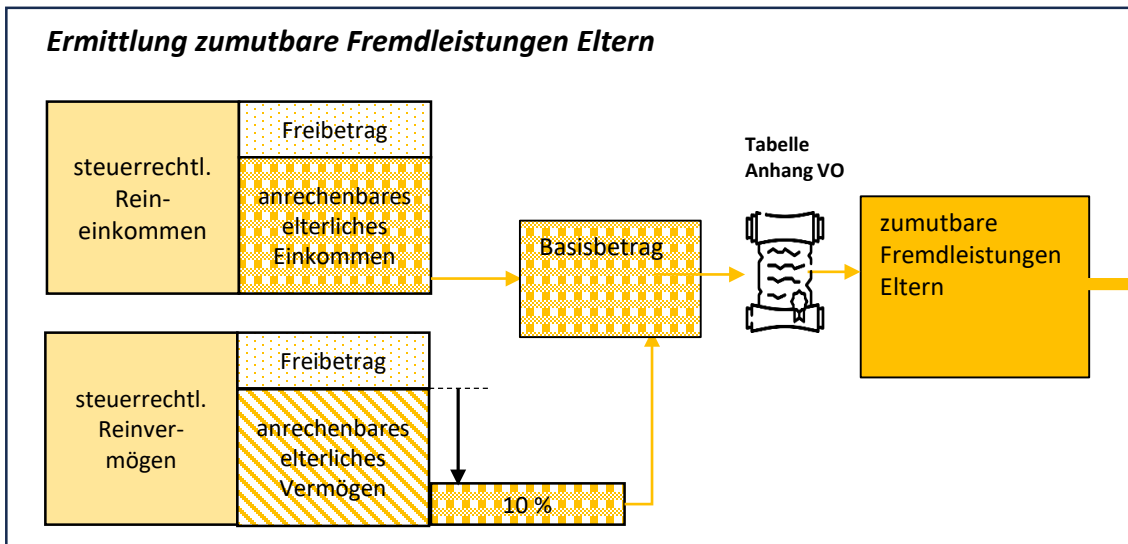 Ermittlung zumutbare Fremdleistungen Eltern
steuerrechtl.
Rein-
einkommen
Freibetrag
anrechenbares
elterliches
Einkommen
Basisbetrag
Tabelle
Anhang VO
zumutbare
Fremdleistungen
Eltern
steuerrechtl.
Reinver-
mögen
Freibetrag
anrechenbares
elterliches
Vermögen
10 %